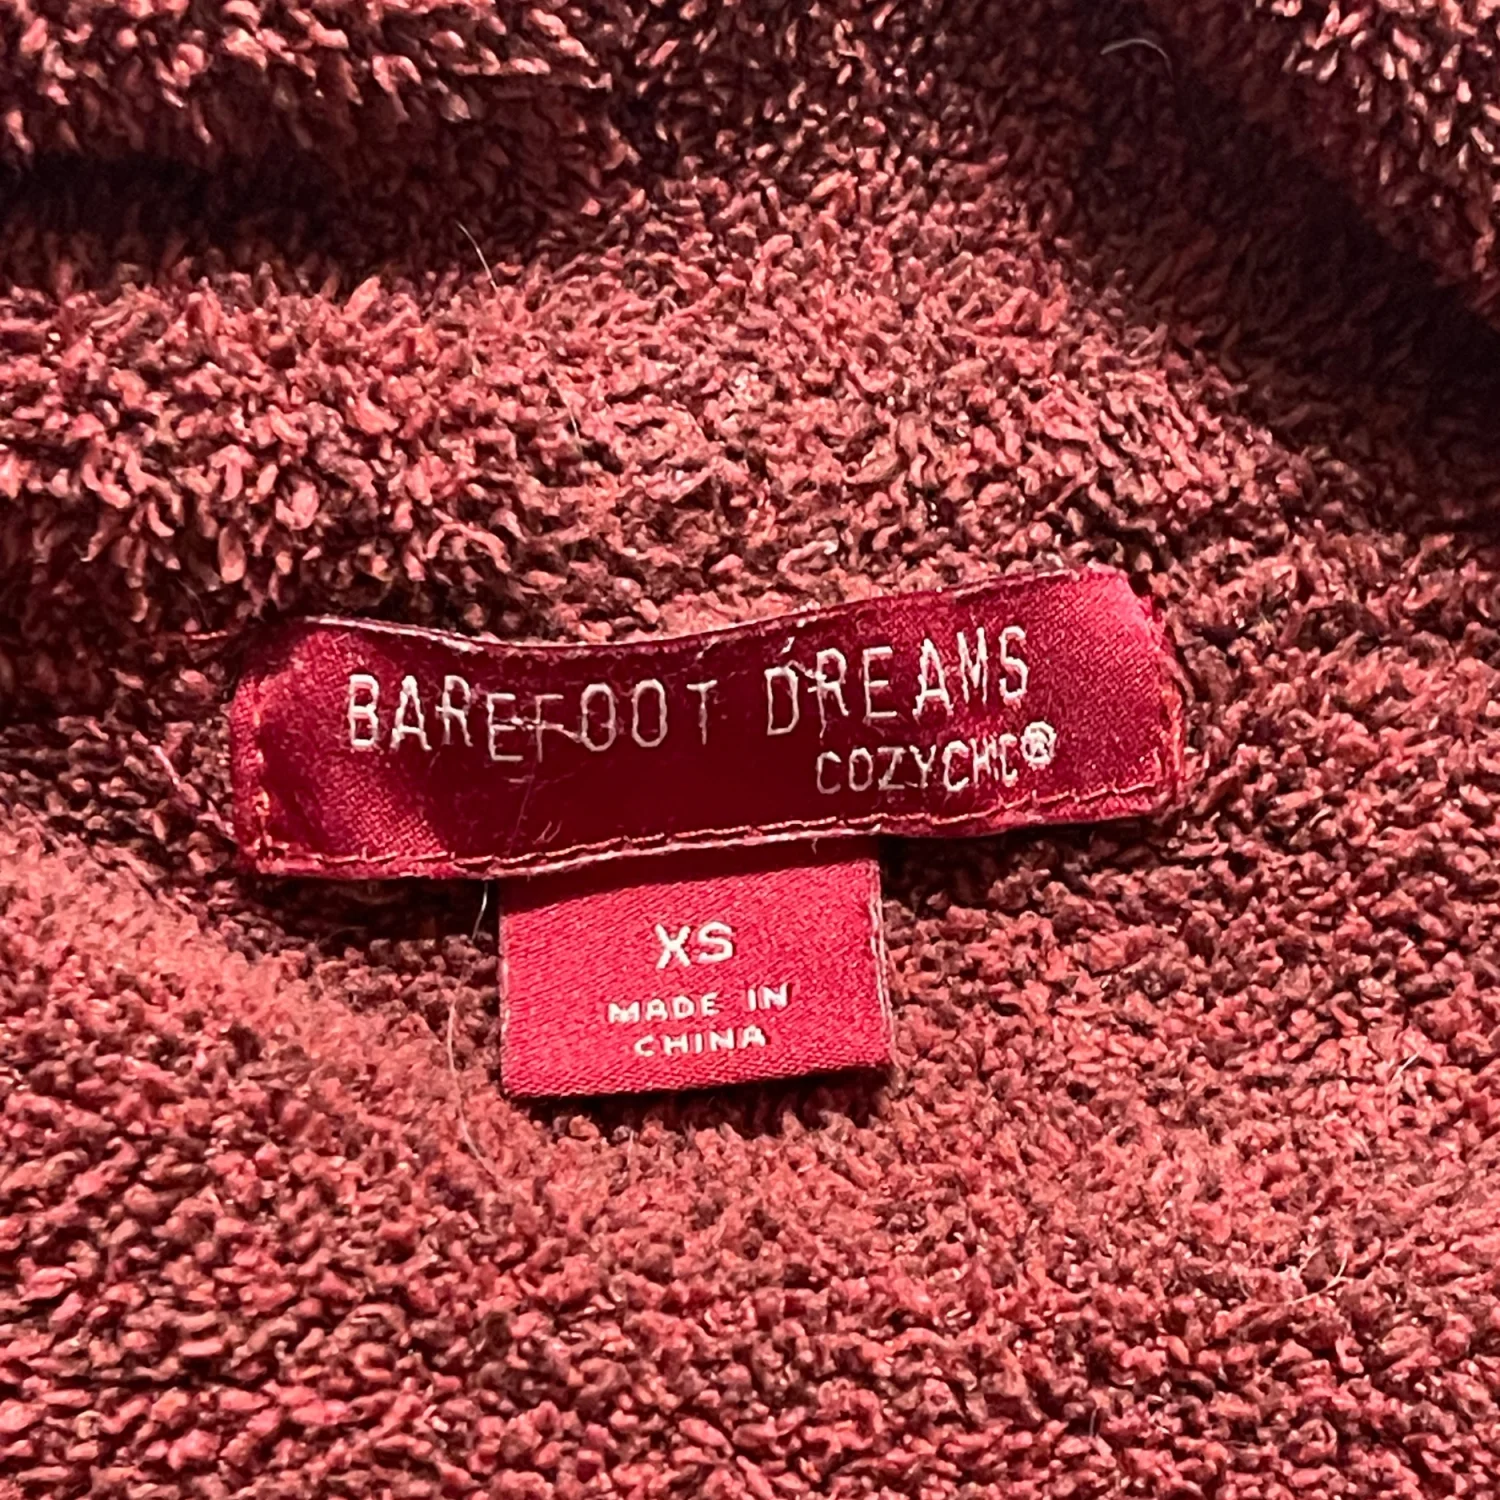 BAREFOOT DREAMS
COZYCHIC®
XS
MADE IN
CHINA